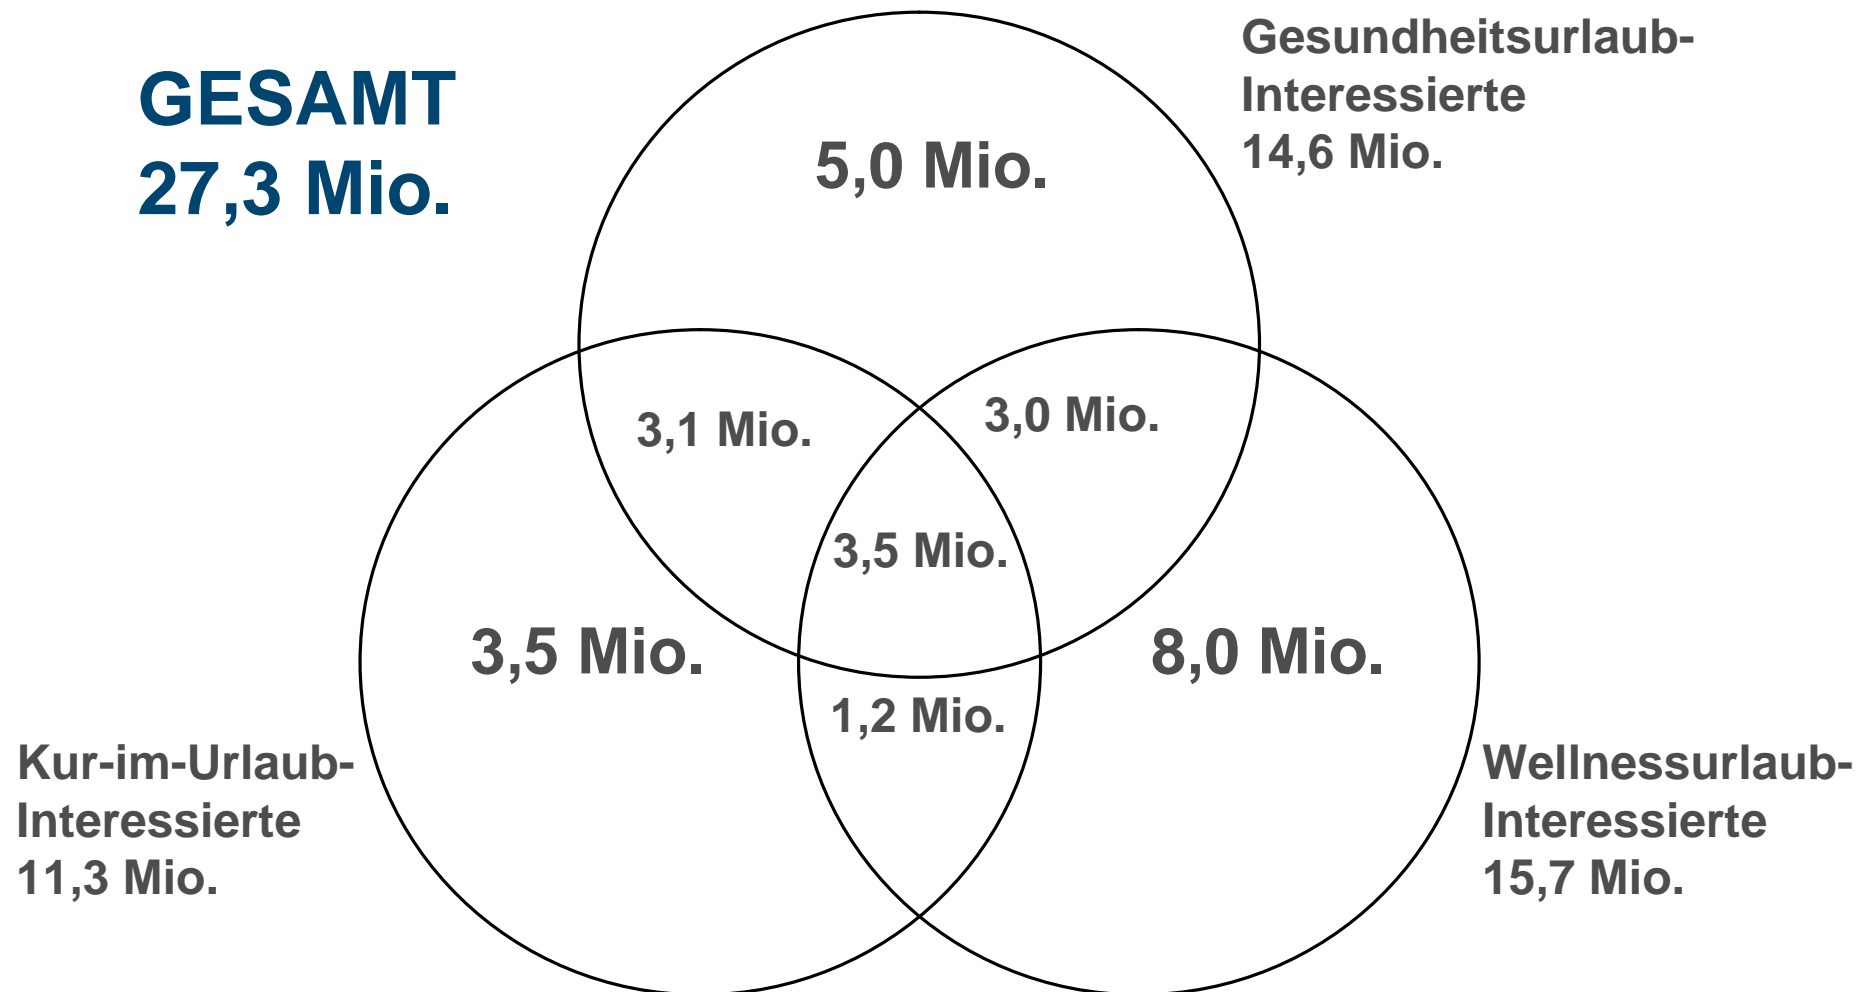 GESAMT
27,3 Mio.
Gesundheitsurlaub-
Interessierte
14,6 Mio.
5,0 Mio.
3,1 Mio.
3,0 Mio.
3,5 Mio.
3,5 Mio.
8,0 Mio.
1,2 Mio.
Kur-im-Urlaub-
Interessierte
11,3 Mio.
Wellnessurlaub-
Interessierte
15,7 Mio.